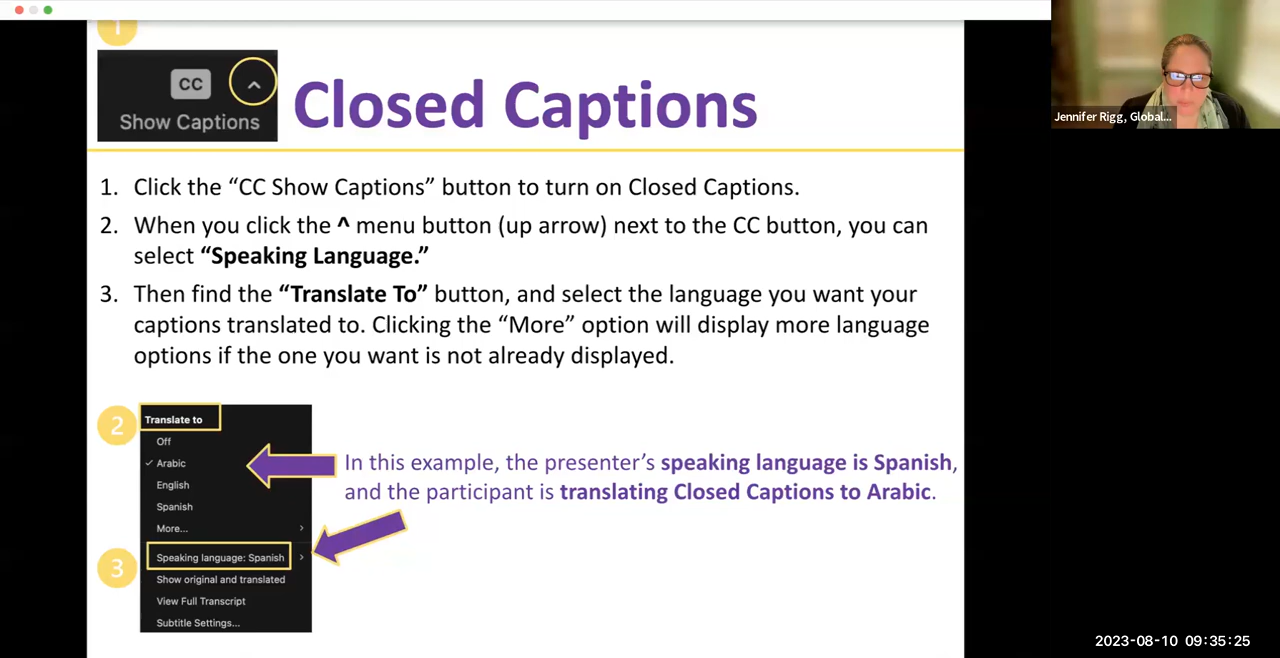 1
CC ^
Show Captions
Closed Captions
1. Click the “CC Show Captions” button to turn on Closed Captions.
2. When you click the ^ menu button (up arrow) next to the CC button, you can
select “Speaking Language.”
3. Then find the “Translate To” button, and select the language you want your
captions translated to. Clicking the “More” option will display more language
options if the one you want is not already displayed.
2
Translate to
Off
✓ Arabic
English
Spanish
More... >
3
Speaking language: Spanish >
Show original and translated
View Full Transcript
Subtitle Settings...
In this example, the presenter’s speaking language is Spanish,
and the participant is translating Closed Captions to Arabic.
Jennifer Rigg, Global...
2023-08-10 09:35:25